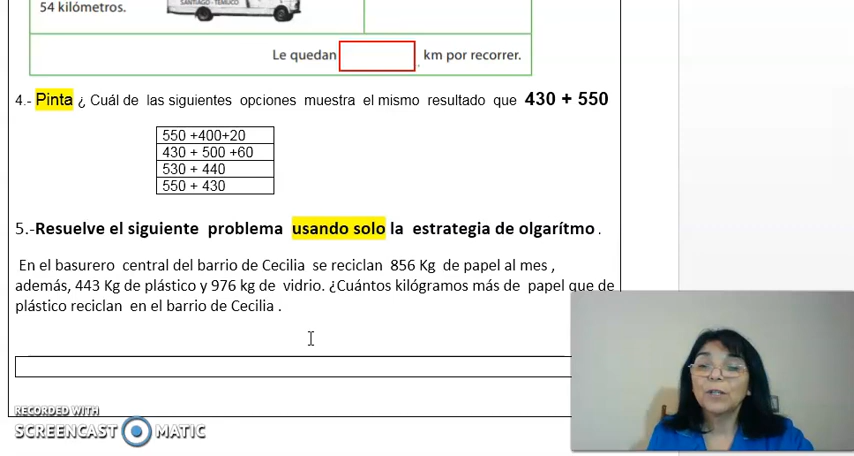 54 kilómetros.
SANTIAGO - TEMUCO
Le quedan km por recorrer.
4.- Pinta ¿ Cuál de las siguientes opciones muestra el mismo resultado que 430 + 550
550 +400+20
430 + 500 +60
530 + 440
550 + 430
5.-Resuelve el siguiente problema usando solo la estrategia de olgarítmo .
En el basurero central del barrio de Cecilia se reciclan 856 Kg de papel al mes ,
además, 443 Kg de plástico y 976 kg de vidrio. ¿Cuántos kilógramos más de papel que de
plástico reciclan en el barrio de Cecilia .
RECORDED WITH
SCREENCAST MATIC